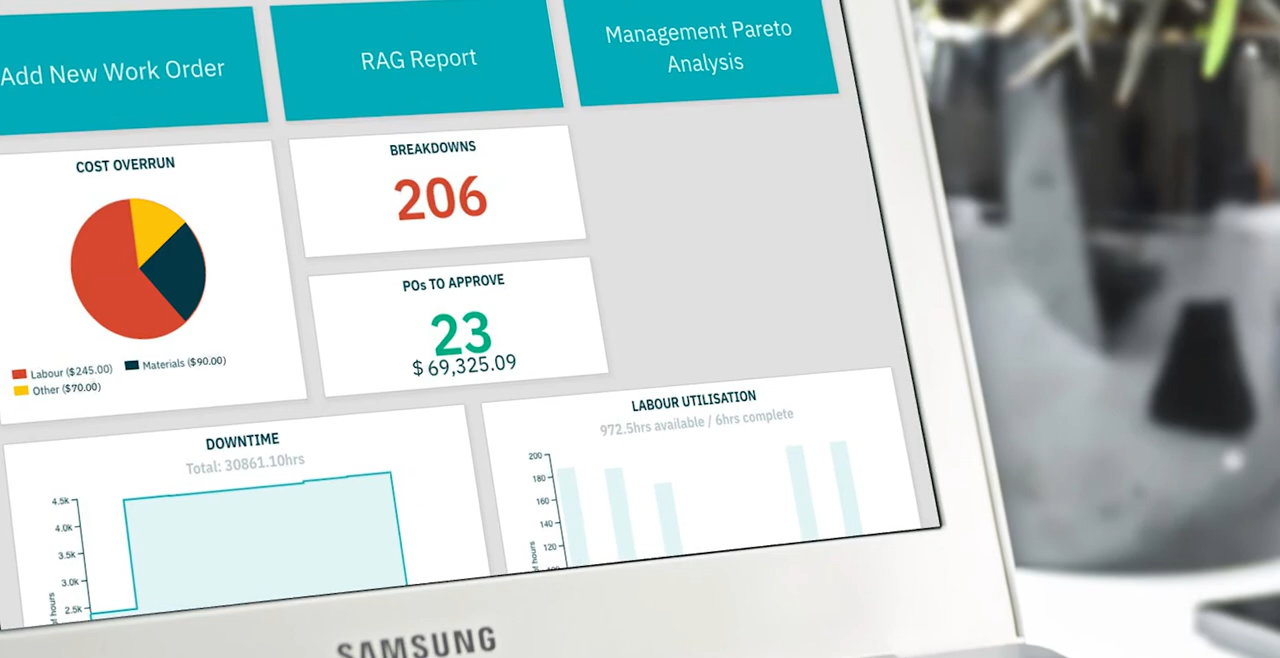 Add New Work Order
RAG Report
Management Pareto
Analysis
COST OVERRUN
Labour ($245.00)
Materials ($90.00)
Other ($70.00)
BREAKDOWNS
206
POs TO APPROVE
23
$ 69,325.09
DOWNTIME
Total: 30861.10hrs
4.5k
4.0k
3.5k
3.0k
2.5k
hours
LABOUR UTILISATION
972.5hrs available / 6hrs complete
200
180
160
140
120
hours
SAMSUNG